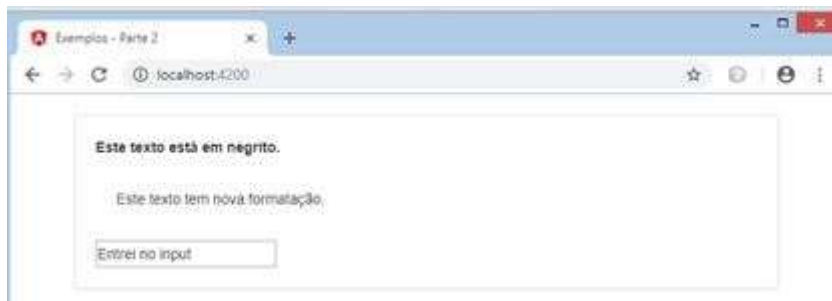 Exemplos - Parte 2
localhost:4200
Este texto está em negrito.
Este texto tem nova formatação.
Entrei no input